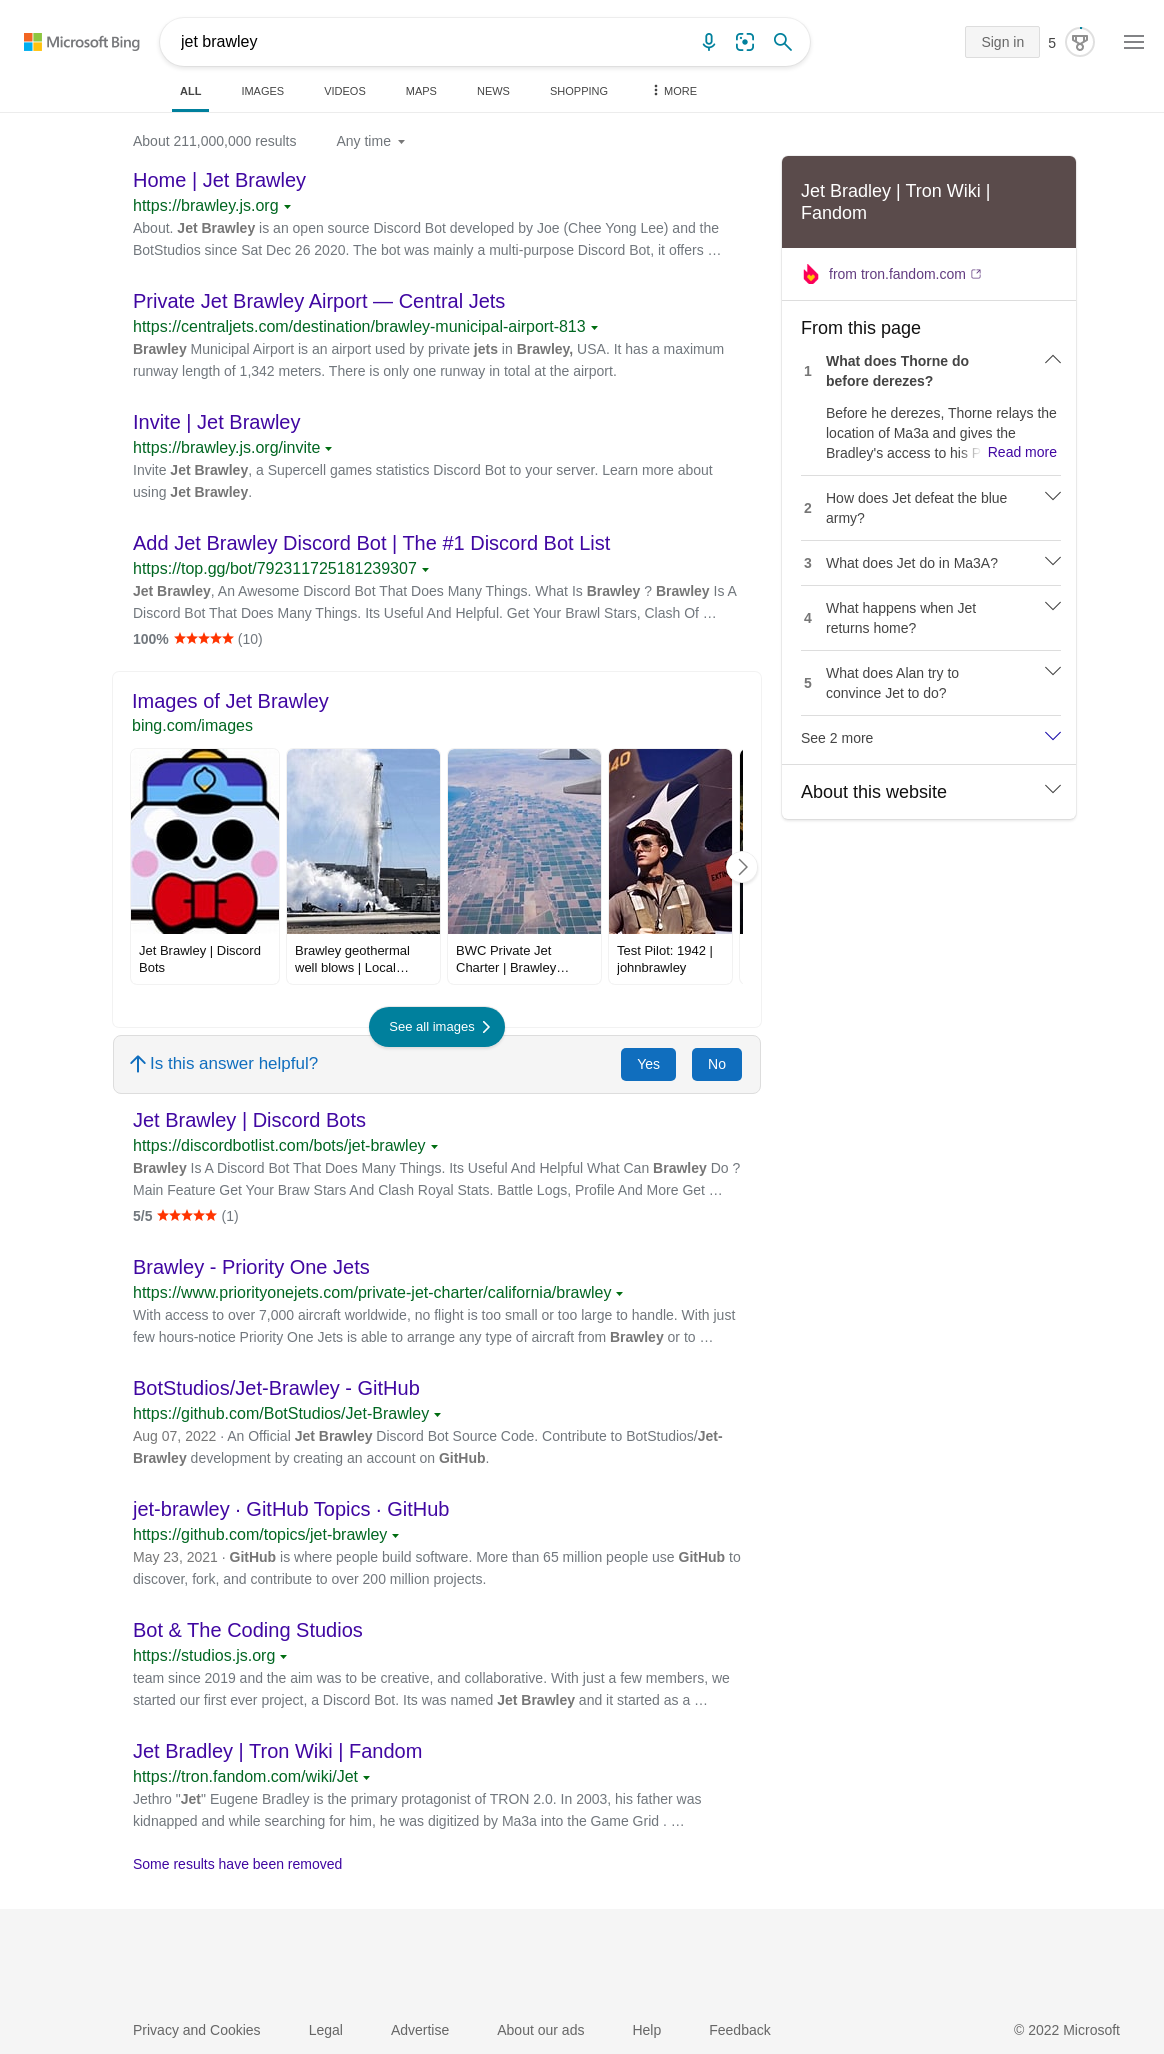 Microsoft Bing
jet brawley
Sign in
5
ALL
IMAGES
VIDEOS
MAPS
NEWS
SHOPPING
MORE
About 211,000,000 results
Any time
Home | Jet Brawley
https://brawley.js.org
About. Jet Brawley is an open source Discord Bot developed by Joe (Chee Yong Lee) and the
BotStudios since Sat Dec 26 2020. The bot was mainly a multi-purpose Discord Bot, it offers …
Private Jet Brawley Airport — Central Jets
https://centraljets.com/destination/brawley-municipal-airport-813
Brawley Municipal Airport is an airport used by private jets in Brawley, USA. It has a maximum
runway length of 1,342 meters. There is only one runway in total at the airport.
Invite | Jet Brawley
https://brawley.js.org/invite
Invite Jet Brawley, a Supercell games statistics Discord Bot to your server. Learn more about
using Jet Brawley.
Add Jet Brawley Discord Bot | The #1 Discord Bot List
https://top.gg/bot/792311725181239307
Jet Brawley, An Awesome Discord Bot That Does Many Things. What Is Brawley ? Brawley Is A
Discord Bot That Does Many Things. Its Useful And Helpful. Get Your Brawl Stars, Clash Of …
100% (10)
Images of Jet Brawley
bing.com/images
Jet Brawley | Discord
Bots
Brawley geothermal
well blows | Local…
BWC Private Jet
Charter | Brawley…
40
EXTIN
Test Pilot: 1942 |
johnbrawley
See all images
Is this answer helpful?
Yes
No
Jet Brawley | Discord Bots
https://discordbotlist.com/bots/jet-brawley
Brawley Is A Discord Bot That Does Many Things. Its Useful And Helpful What Can Brawley Do ?
Main Feature Get Your Braw Stars And Clash Royal Stats. Battle Logs, Profile And More Get …
5/5 (1)
Brawley - Priority One Jets
https://www.priorityonejets.com/private-jet-charter/california/brawley
With access to over 7,000 aircraft worldwide, no flight is too small or too large to handle. With just
few hours-notice Priority One Jets is able to arrange any type of aircraft from Brawley or to …
BotStudios/Jet-Brawley - GitHub
https://github.com/BotStudios/Jet-Brawley
Aug 07, 2022 · An Official Jet Brawley Discord Bot Source Code. Contribute to BotStudios/Jet-
Brawley development by creating an account on GitHub.
jet-brawley · GitHub Topics · GitHub
https://github.com/topics/jet-brawley
May 23, 2021 · GitHub is where people build software. More than 65 million people use GitHub to
discover, fork, and contribute to over 200 million projects.
Bot & The Coding Studios
https://studios.js.org
team since 2019 and the aim was to be creative, and collaborative. With just a few members, we
started our first ever project, a Discord Bot. Its was named Jet Brawley and it started as a …
Jet Bradley | Tron Wiki | Fandom
https://tron.fandom.com/wiki/Jet
Jethro "Jet" Eugene Bradley is the primary protagonist of TRON 2.0. In 2003, his father was
kidnapped and while searching for him, he was digitized by Ma3a into the Game Grid . …
Some results have been removed
Jet Bradley | Tron Wiki |
Fandom
from tron.fandom.com
From this page
1
What does Thorne do
before derezes?
Before he derezes, Thorne relays the
location of Ma3a and gives the
Bradley's access to his Read more
2
How does Jet defeat the blue
army?
3
What does Jet do in Ma3A?
4
What happens when Jet
returns home?
5
What does Alan try to
convince Jet to do?
See 2 more
About this website
Privacy and Cookies
Legal
Advertise
About our ads
Help
Feedback
© 2022 Microsoft